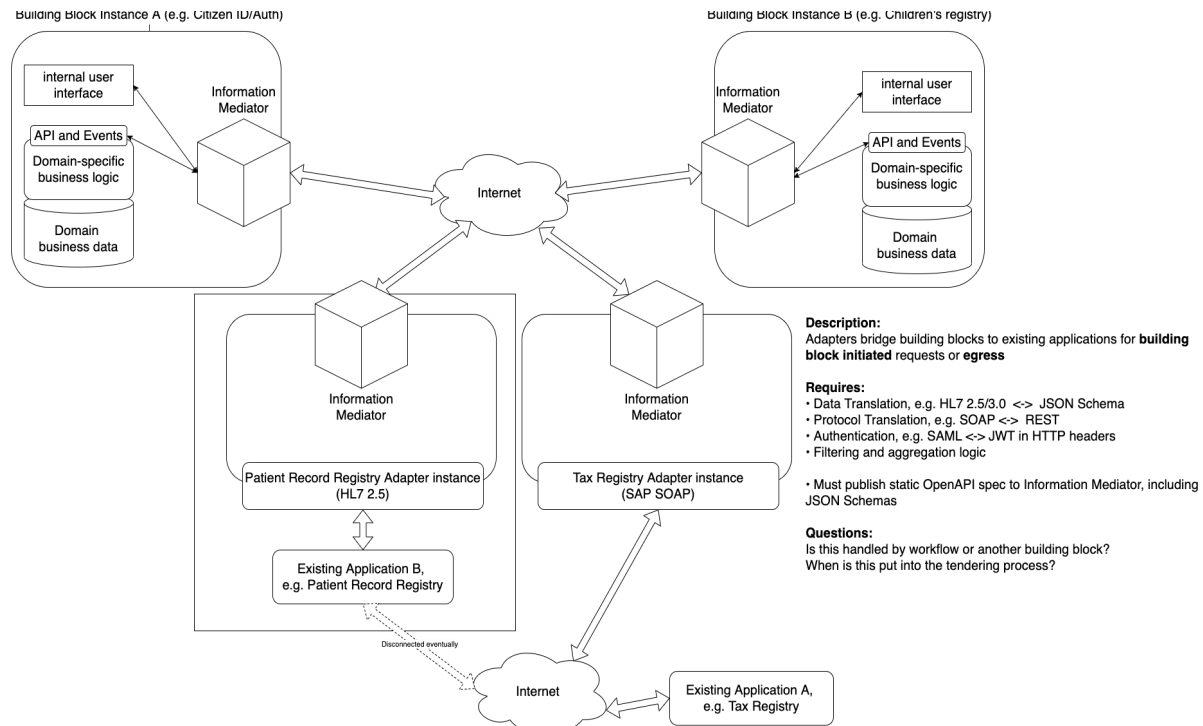 Building Block Instance A (e.g. Citizen ID/Auth)
Building Block Instance B (e.g. Children's registry)
internal user
interface
API and Events
Domain-specific
business logic
Domain
business data
Information
Mediator
Internet
Information
Mediator
internal user
interface
API and Events
Domain-specific
business logic
Domain
business data
Information
Mediator
Patient Record Registry Adapter instance
(HL7 2.5)
Existing Application B,
e.g. Patient Record Registry
Information
Mediator
Tax Registry Adapter instance
(SAP SOAP)
Disconnected eventually
Internet
Existing Application A,
e.g. Tax Registry
Description:
Adapters bridge building blocks to existing applications for building
block initiated requests or egress
Requires:
• Data Translation, e.g. HL7 2.5/3.0 <-> JSON Schema
• Protocol Translation, e.g. SOAP <-> REST
• Authentication, e.g. SAML <-> JWT in HTTP headers
• Filtering and aggregation logic
• Must publish static OpenAPI spec to Information Mediator, including
JSON Schemas
Questions:
Is this handled by workflow or another building block?
When is this put into the tendering process?